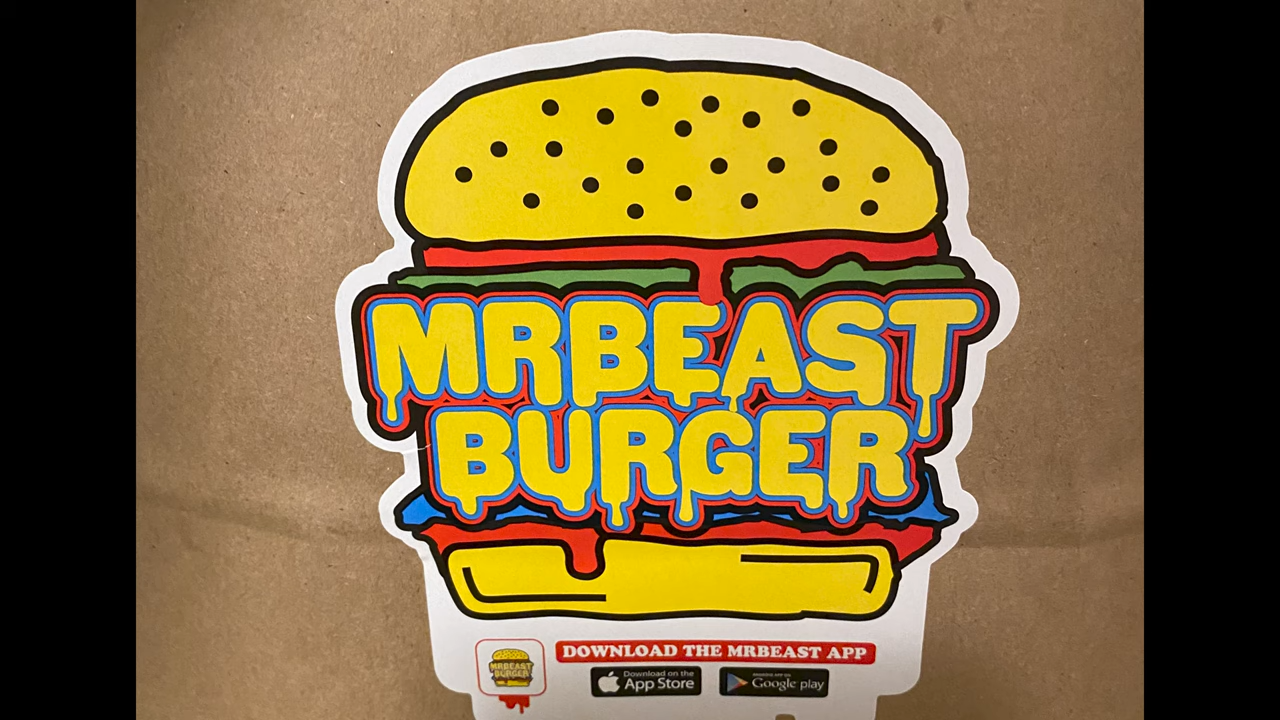 MRBEAST
BURGER
DOWNLOAD THE MRBEAST APP
MRBEAST
BURGER
Download on the
App Store
Google play